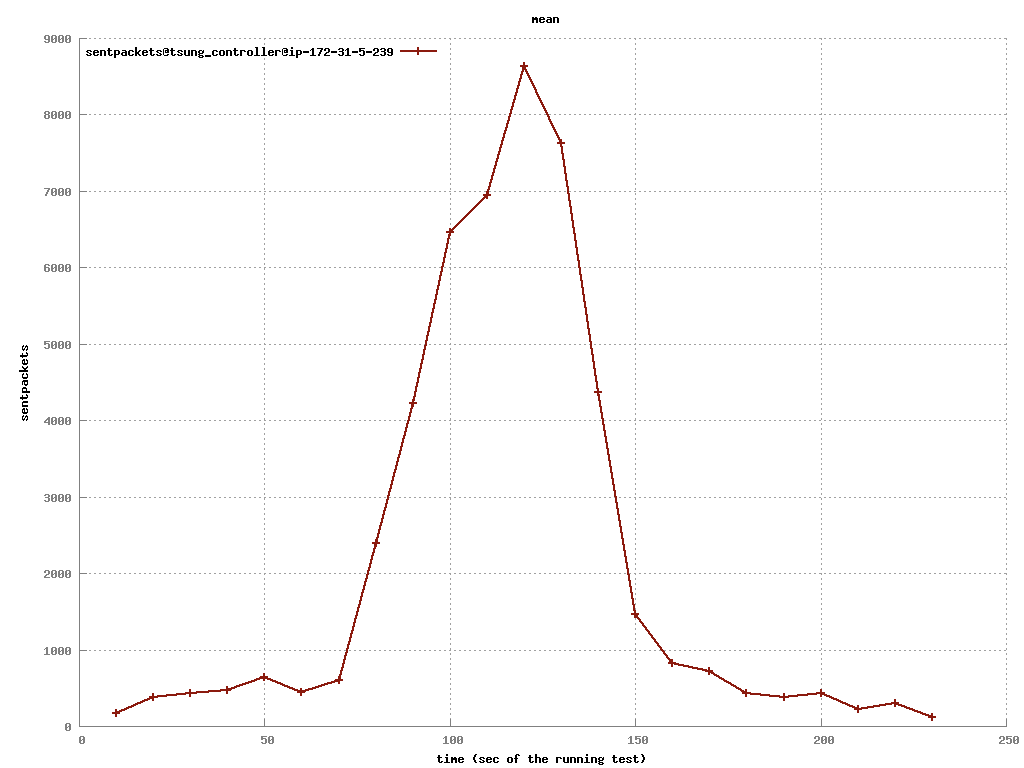 mean
9000
sentpackets@tsung_controller@ip-172-31-5-239
8000
7000
6000
5000
4000
3000
2000
1000
0
sentpackets
0 50 100 150 200 250
time (sec of the running test)